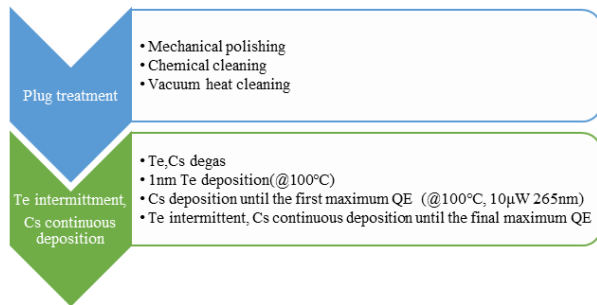 Plug treatment
• Mechanical polishing
• Chemical cleaning
• Vacuum heat cleaning
Te intermittment,
Cs continuous
deposition
• Te,Cs degas
• 1nm Te deposition(@100℃)
• Cs deposition until the first maximum QE (@100℃, 10μW 265nm)
• Te intermittent, Cs continuous deposition until the final maximum QE